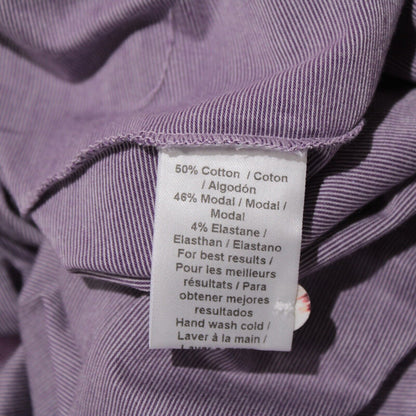 50% Cotton / Coton
/ Algodón
46% Modal / Modal /
Modal
4% Elastane /
Elasthan / Elastano
For best results /
Pour les meilleurs
résultats / Para
obtener mejores
resultados
Hand wash cold /
Laver à la main /